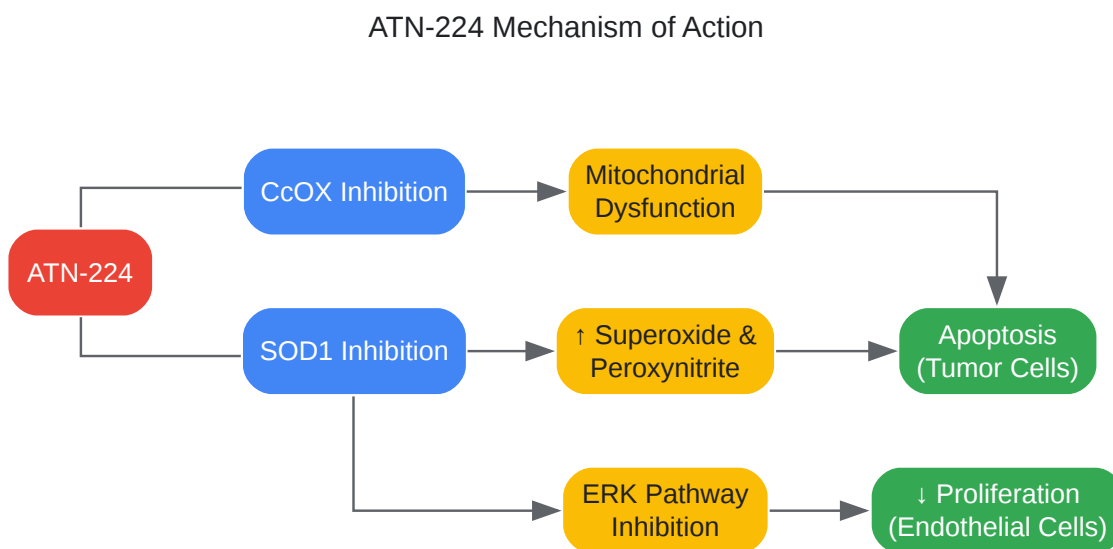 ATN-224 Mechanism of Action
CcOX Inhibition
Mitochondrial
Dysfunction
ATN-224
SOD1 Inhibition
↑ Superoxide &
Peroxynitrite
Apoptosis
(Tumor Cells)
ERK Pathway
Inhibition
↓ Proliferation
(Endothelial Cells)